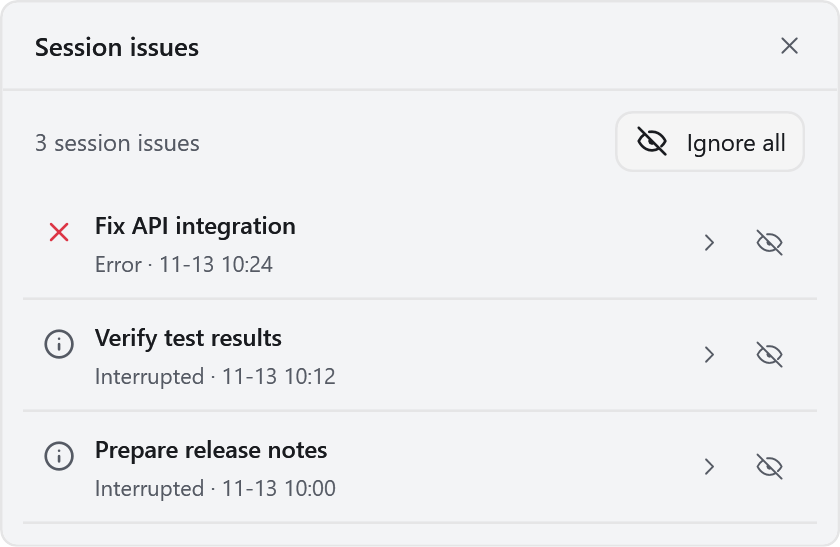 Session issues
3 session issues
Ignore all
Fix API integration
Error · 11-13 10:24
Verify test results
Interrupted · 11-13 10:12
Prepare release notes
Interrupted · 11-13 10:00